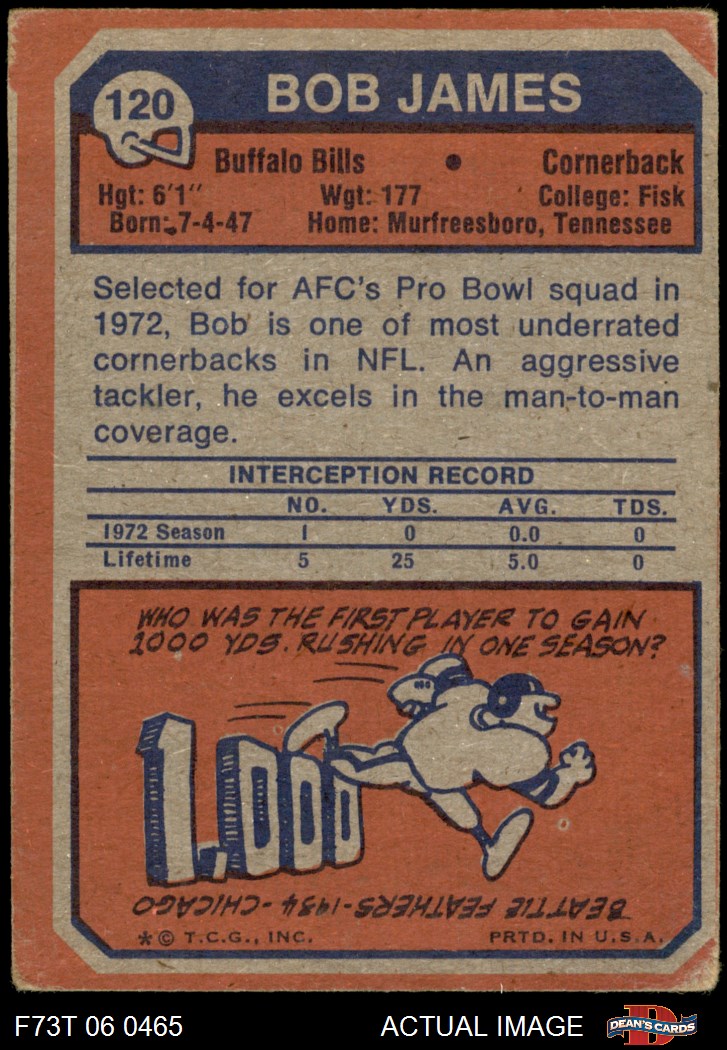 120
BOB JAMES
Buffalo Bills • Cornerback
Hgt: 6'1" Wgt: 177 College: Fisk
Born: 7-4-47 Home: Murfreesboro, Tennessee
Selected for AFC's Pro Bowl squad in
1972, Bob is one of most underrated
cornerbacks in NFL. An aggressive
tackler, he excels in the man-to-man
coverage.
INTERCEPTION RECORD
NO. YDS. AVG. TDS.
1972 Season 1 0 0.0 0
Lifetime 5 25 5.0 0
WHO WAS THE FIRST PLAYER TO GAIN
1000 YDS. RUSHING IN ONE SEASON?
1,000
BEATTIE FEATHERS-1934-CHICAGO
*© T.C.G., INC. PRTD. IN U.S.A.
F73T 06 0465 ACTUAL IMAGE DEAN'S CARDS